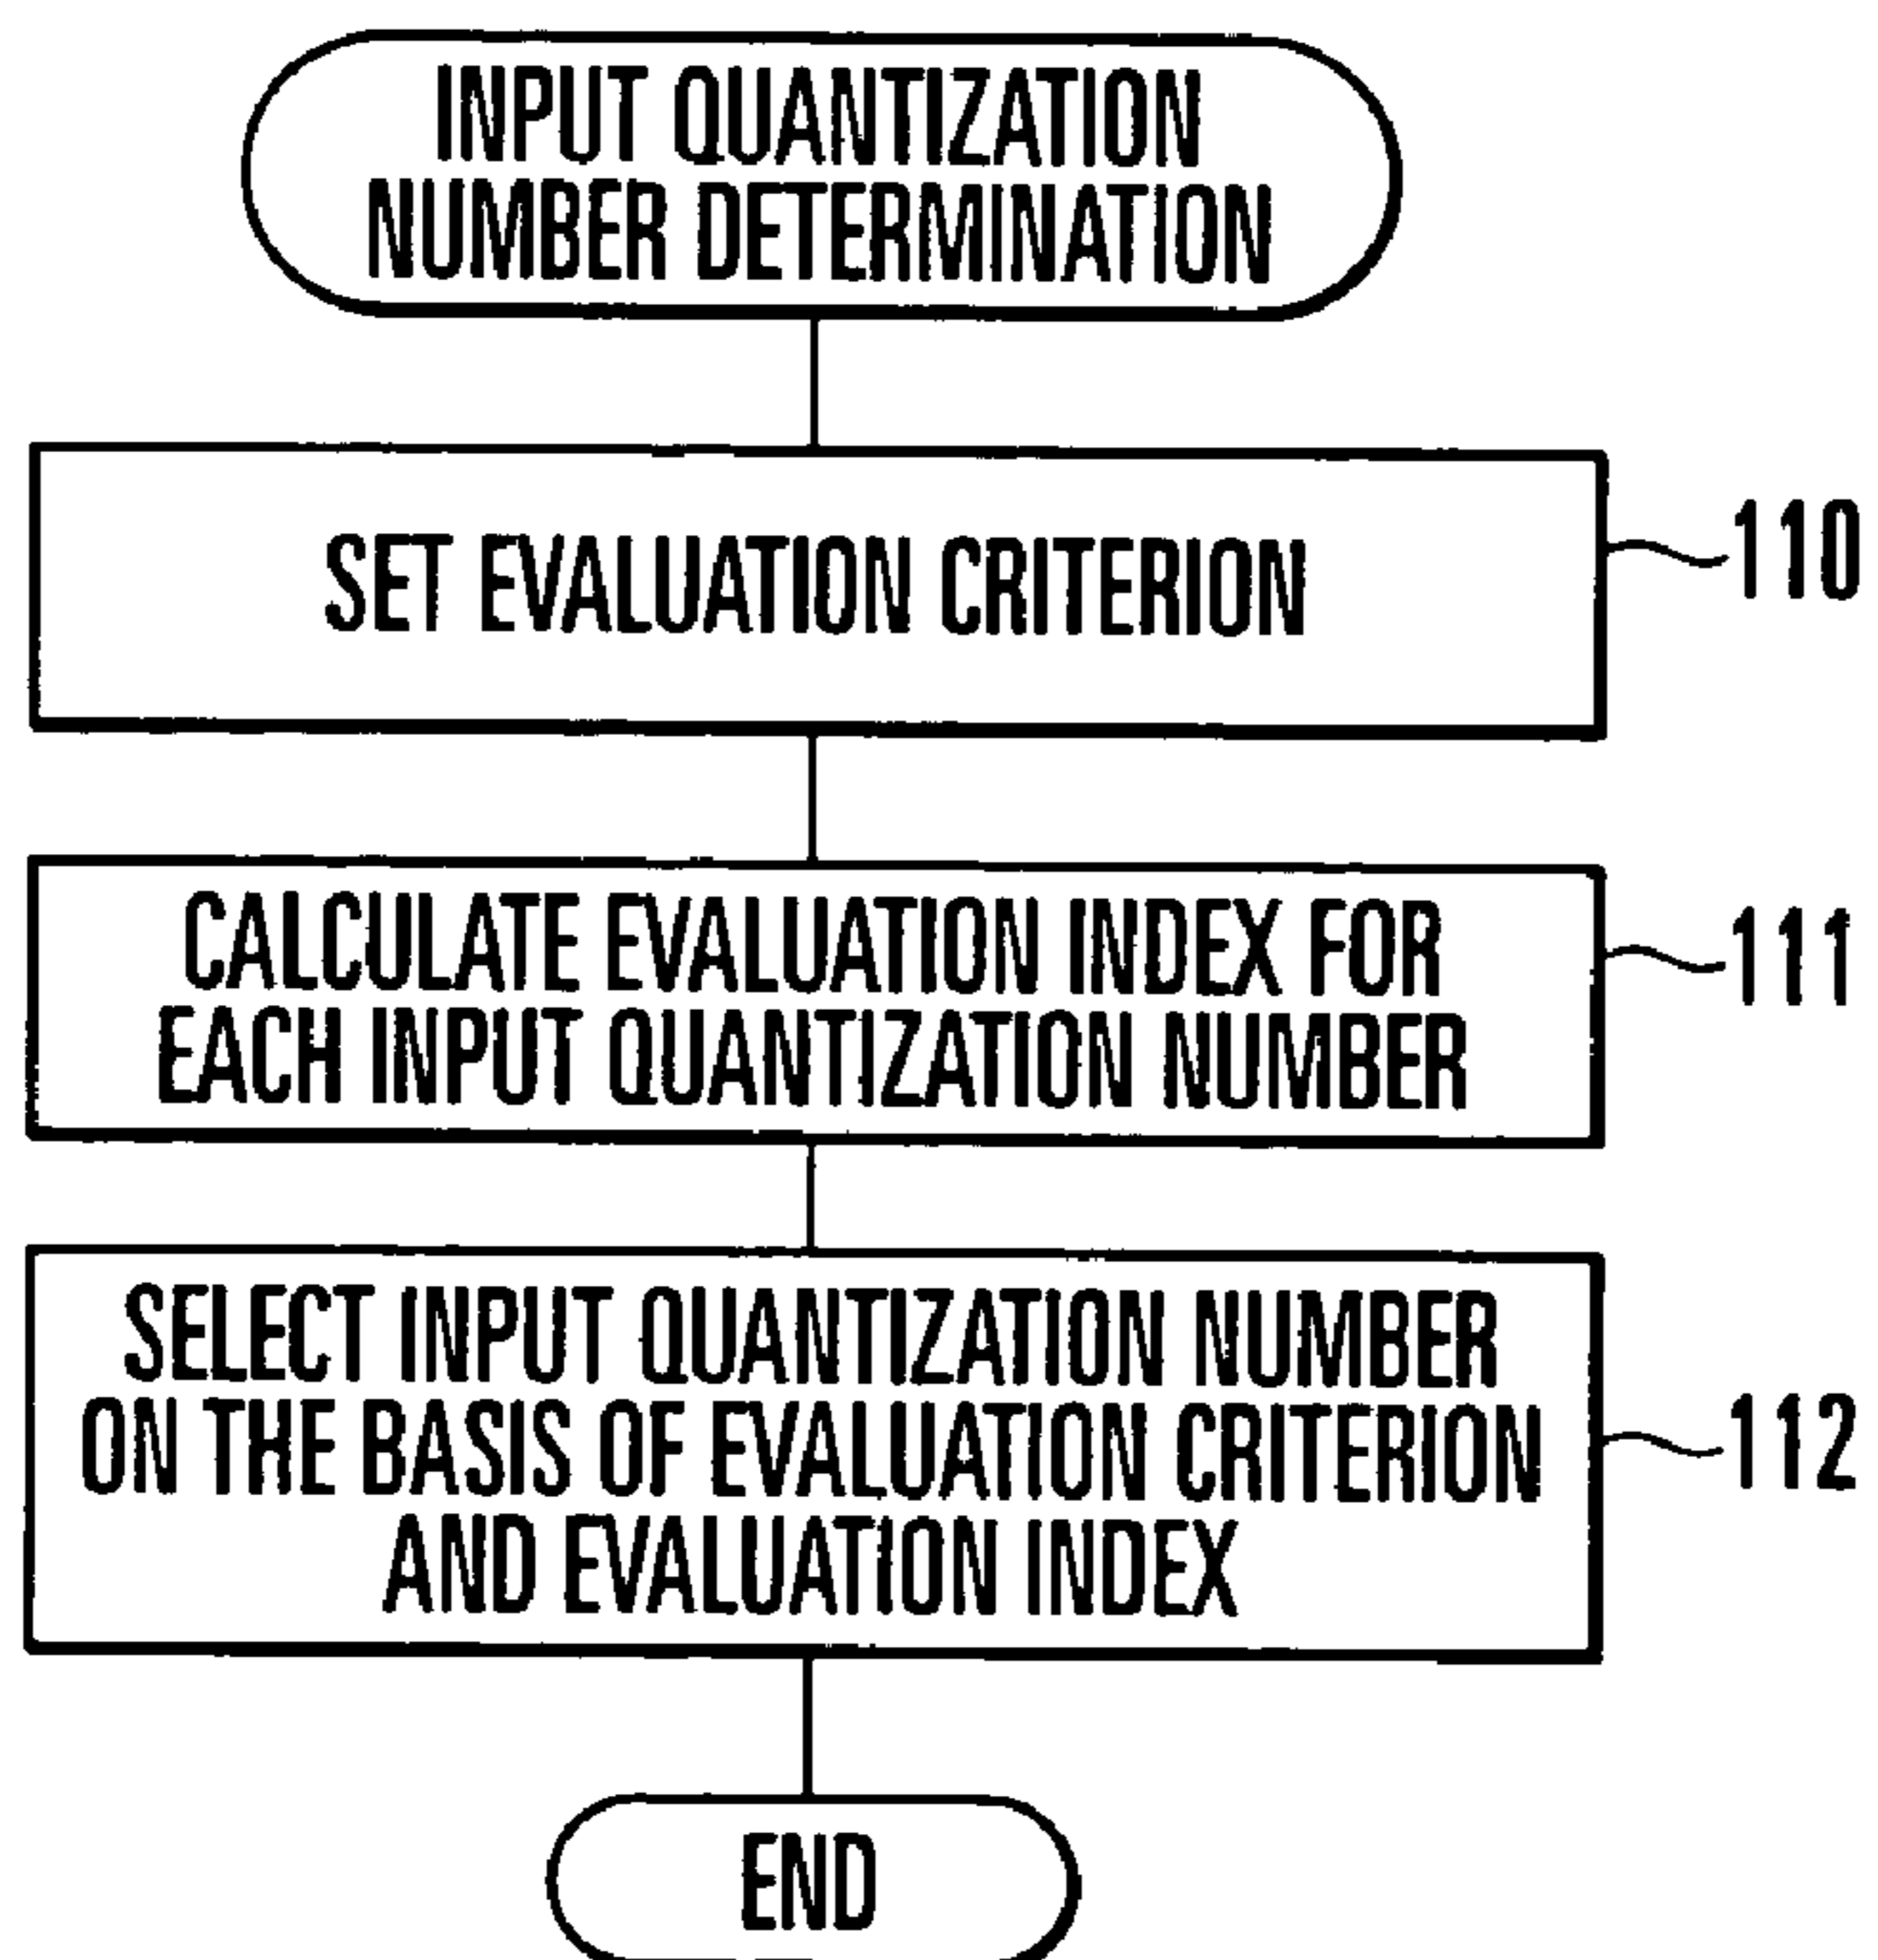 INPUT QUANTIZATION
NUMBER DETERMINATION
SET EVALUATION CRITERION
110
CALCULATE EVALUATION INDEX FOR
EACH INPUT QUANTIZATION NUMBER
111
SELECT INPUT QUANTIZATION NUMBER
ON THE BASIS OF EVALUATION CRITERION
AND EVALUATION INDEX
112
END